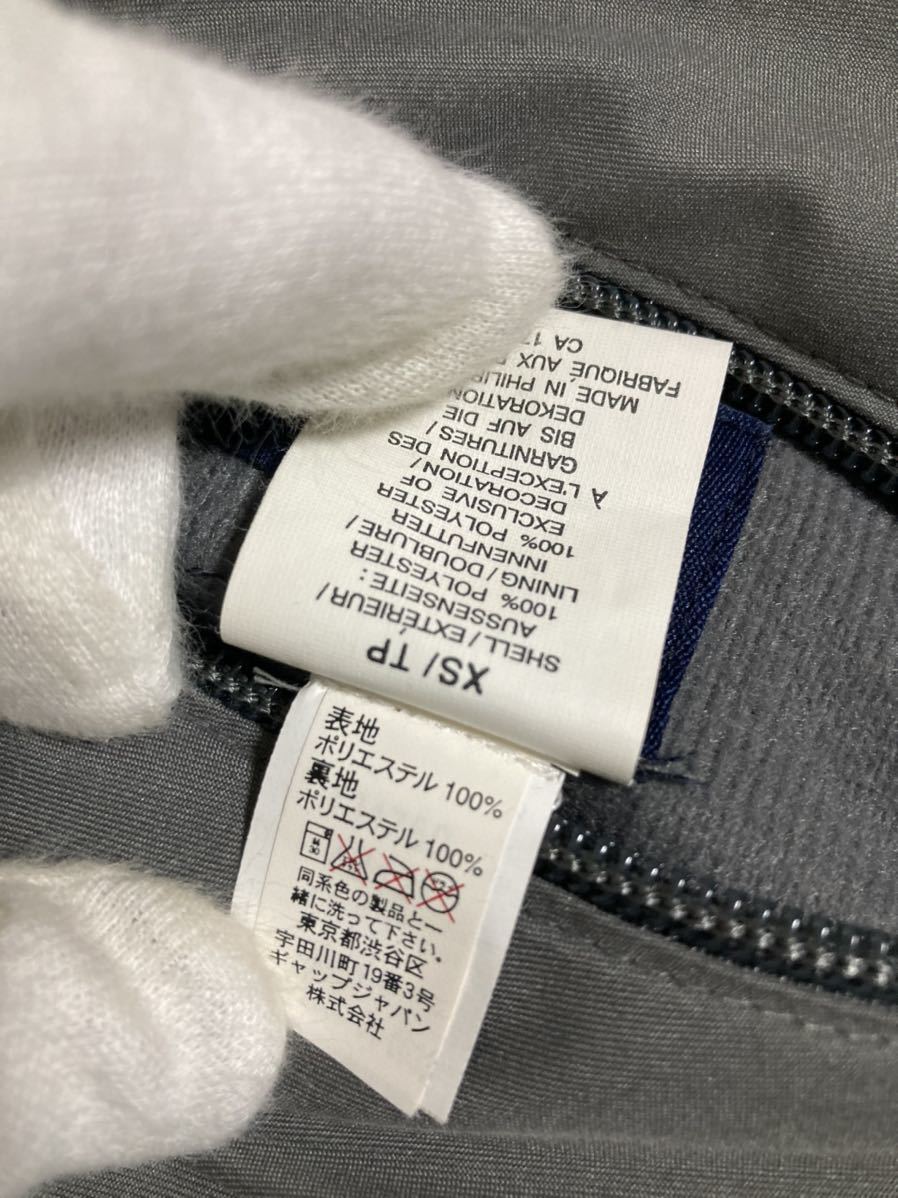 XS/TP
SHELL/EXTÉRIEUR/
AUSSENSEITE:
100% POLYESTER
LINING/DOUBLURE/
INNENFUTTER/
100% POLYESTER
EXCLUSIVE OF
DECORATION/
À L'EXCEPTION DES
GARNITURES/
BIS AUF DIE
DEKORATION
MADE IN
FABRIQUÉ AUX
CA
表地
ポリエステル 100%
裏地
ポリエステル 100%
同系色の製品と一
緒に洗って下さい。
東京都渋谷区
宇田川町19番3号
ギャップジャパン
株式会社